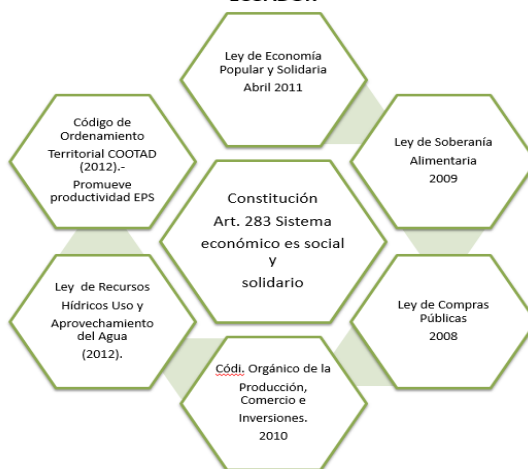 ECUADOR
Ley de Economía
Popular y Solidaria
Abril 2011
Código de
Ordenamiento
Territorial COOTAD
(2012).-
Promueve
productividad EPS
Ley de Soberanía
Alimentaria
2009
Constitución
Art. 283 Sistema
económico es social
y
solidario
Ley de Recursos
Hídricos Uso y
Aprovechamiento
del Agua
(2012).
Ley de Compras
Públicas
2008
Códi. Orgánico de la
Producción,
Comercio e
Inversiones.
2010